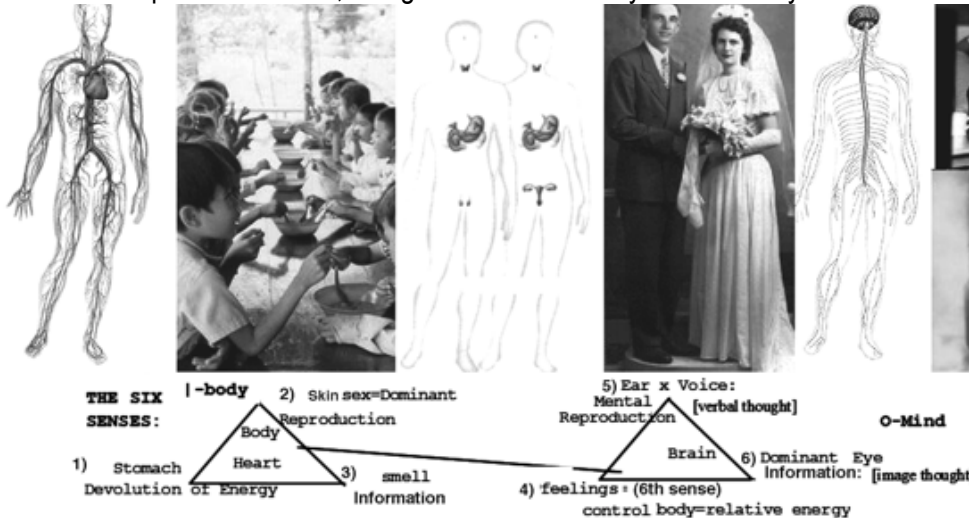 THE SIX
SENSES:
|-body
2) Skin sex=Dominant
Reproduction
Body
Heart
1) Stomach
Devolution of Energy
3) smell
Information
5) Ear x Voice:
Mental
Reproduction
[verbal thought]
O-Mind
Brain
6) Dominant Eye
Information: [image thought
4) feelings = (6th sense)
control body=relative energy